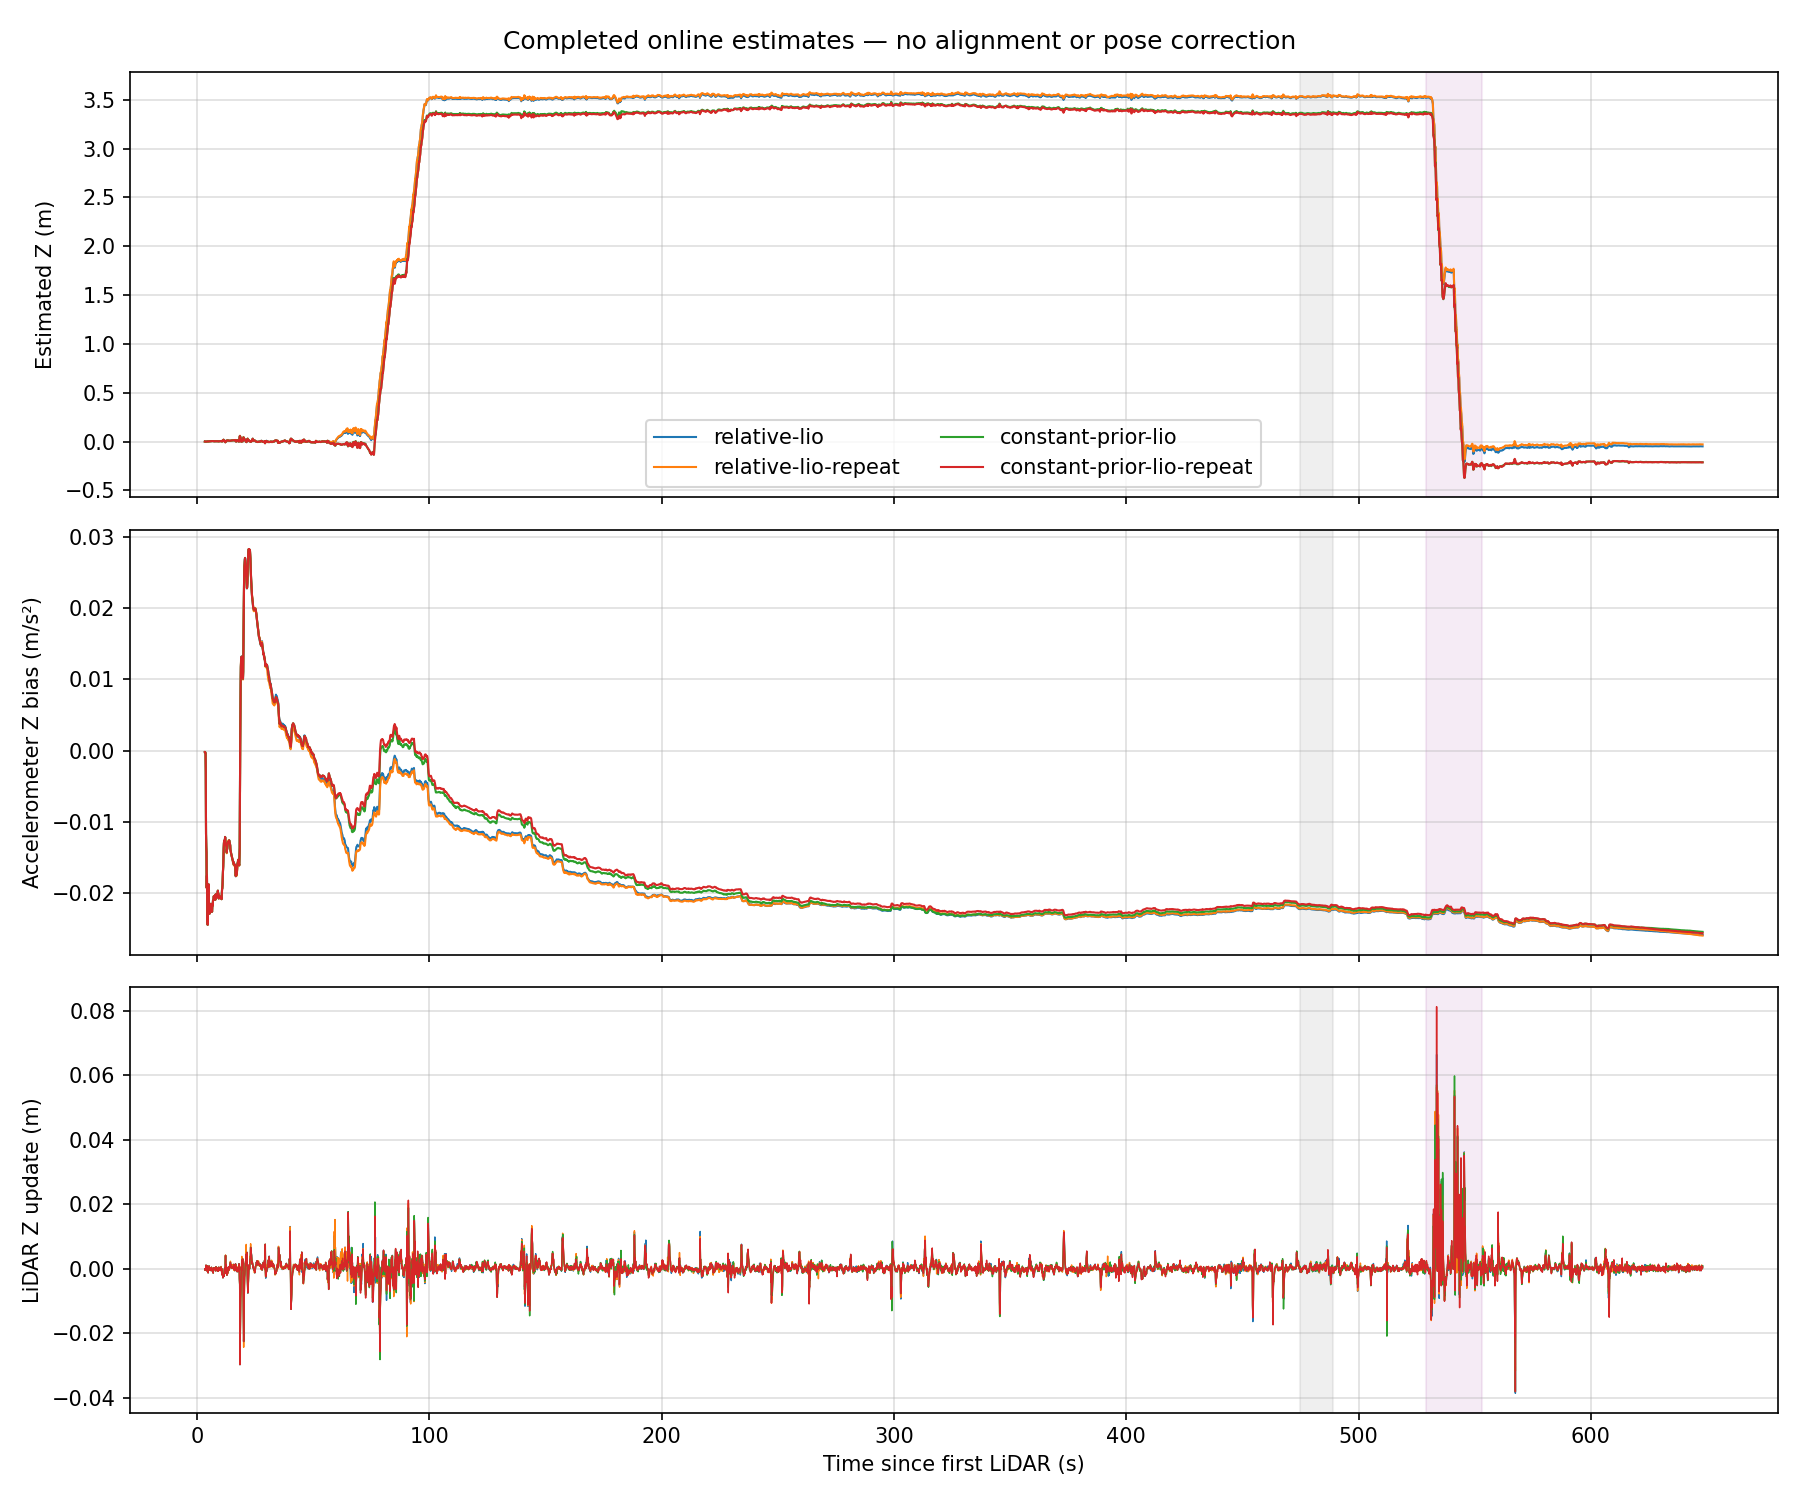 Completed online estimates — no alignment or pose correction
Estimated Z (m)
3.5
3.0
2.5
2.0
1.5
1.0
0.5
0.0
−0.5
relative-lio
relative-lio-repeat
constant-prior-lio
constant-prior-lio-repeat
Accelerometer Z bias (m/s²)
0.03
0.02
0.01
0.00
−0.01
−0.02
LiDAR Z update (m)
0.08
0.06
0.04
0.02
0.00
−0.02
−0.04
0 100 200 300 400 500 600
Time since first LiDAR (s)